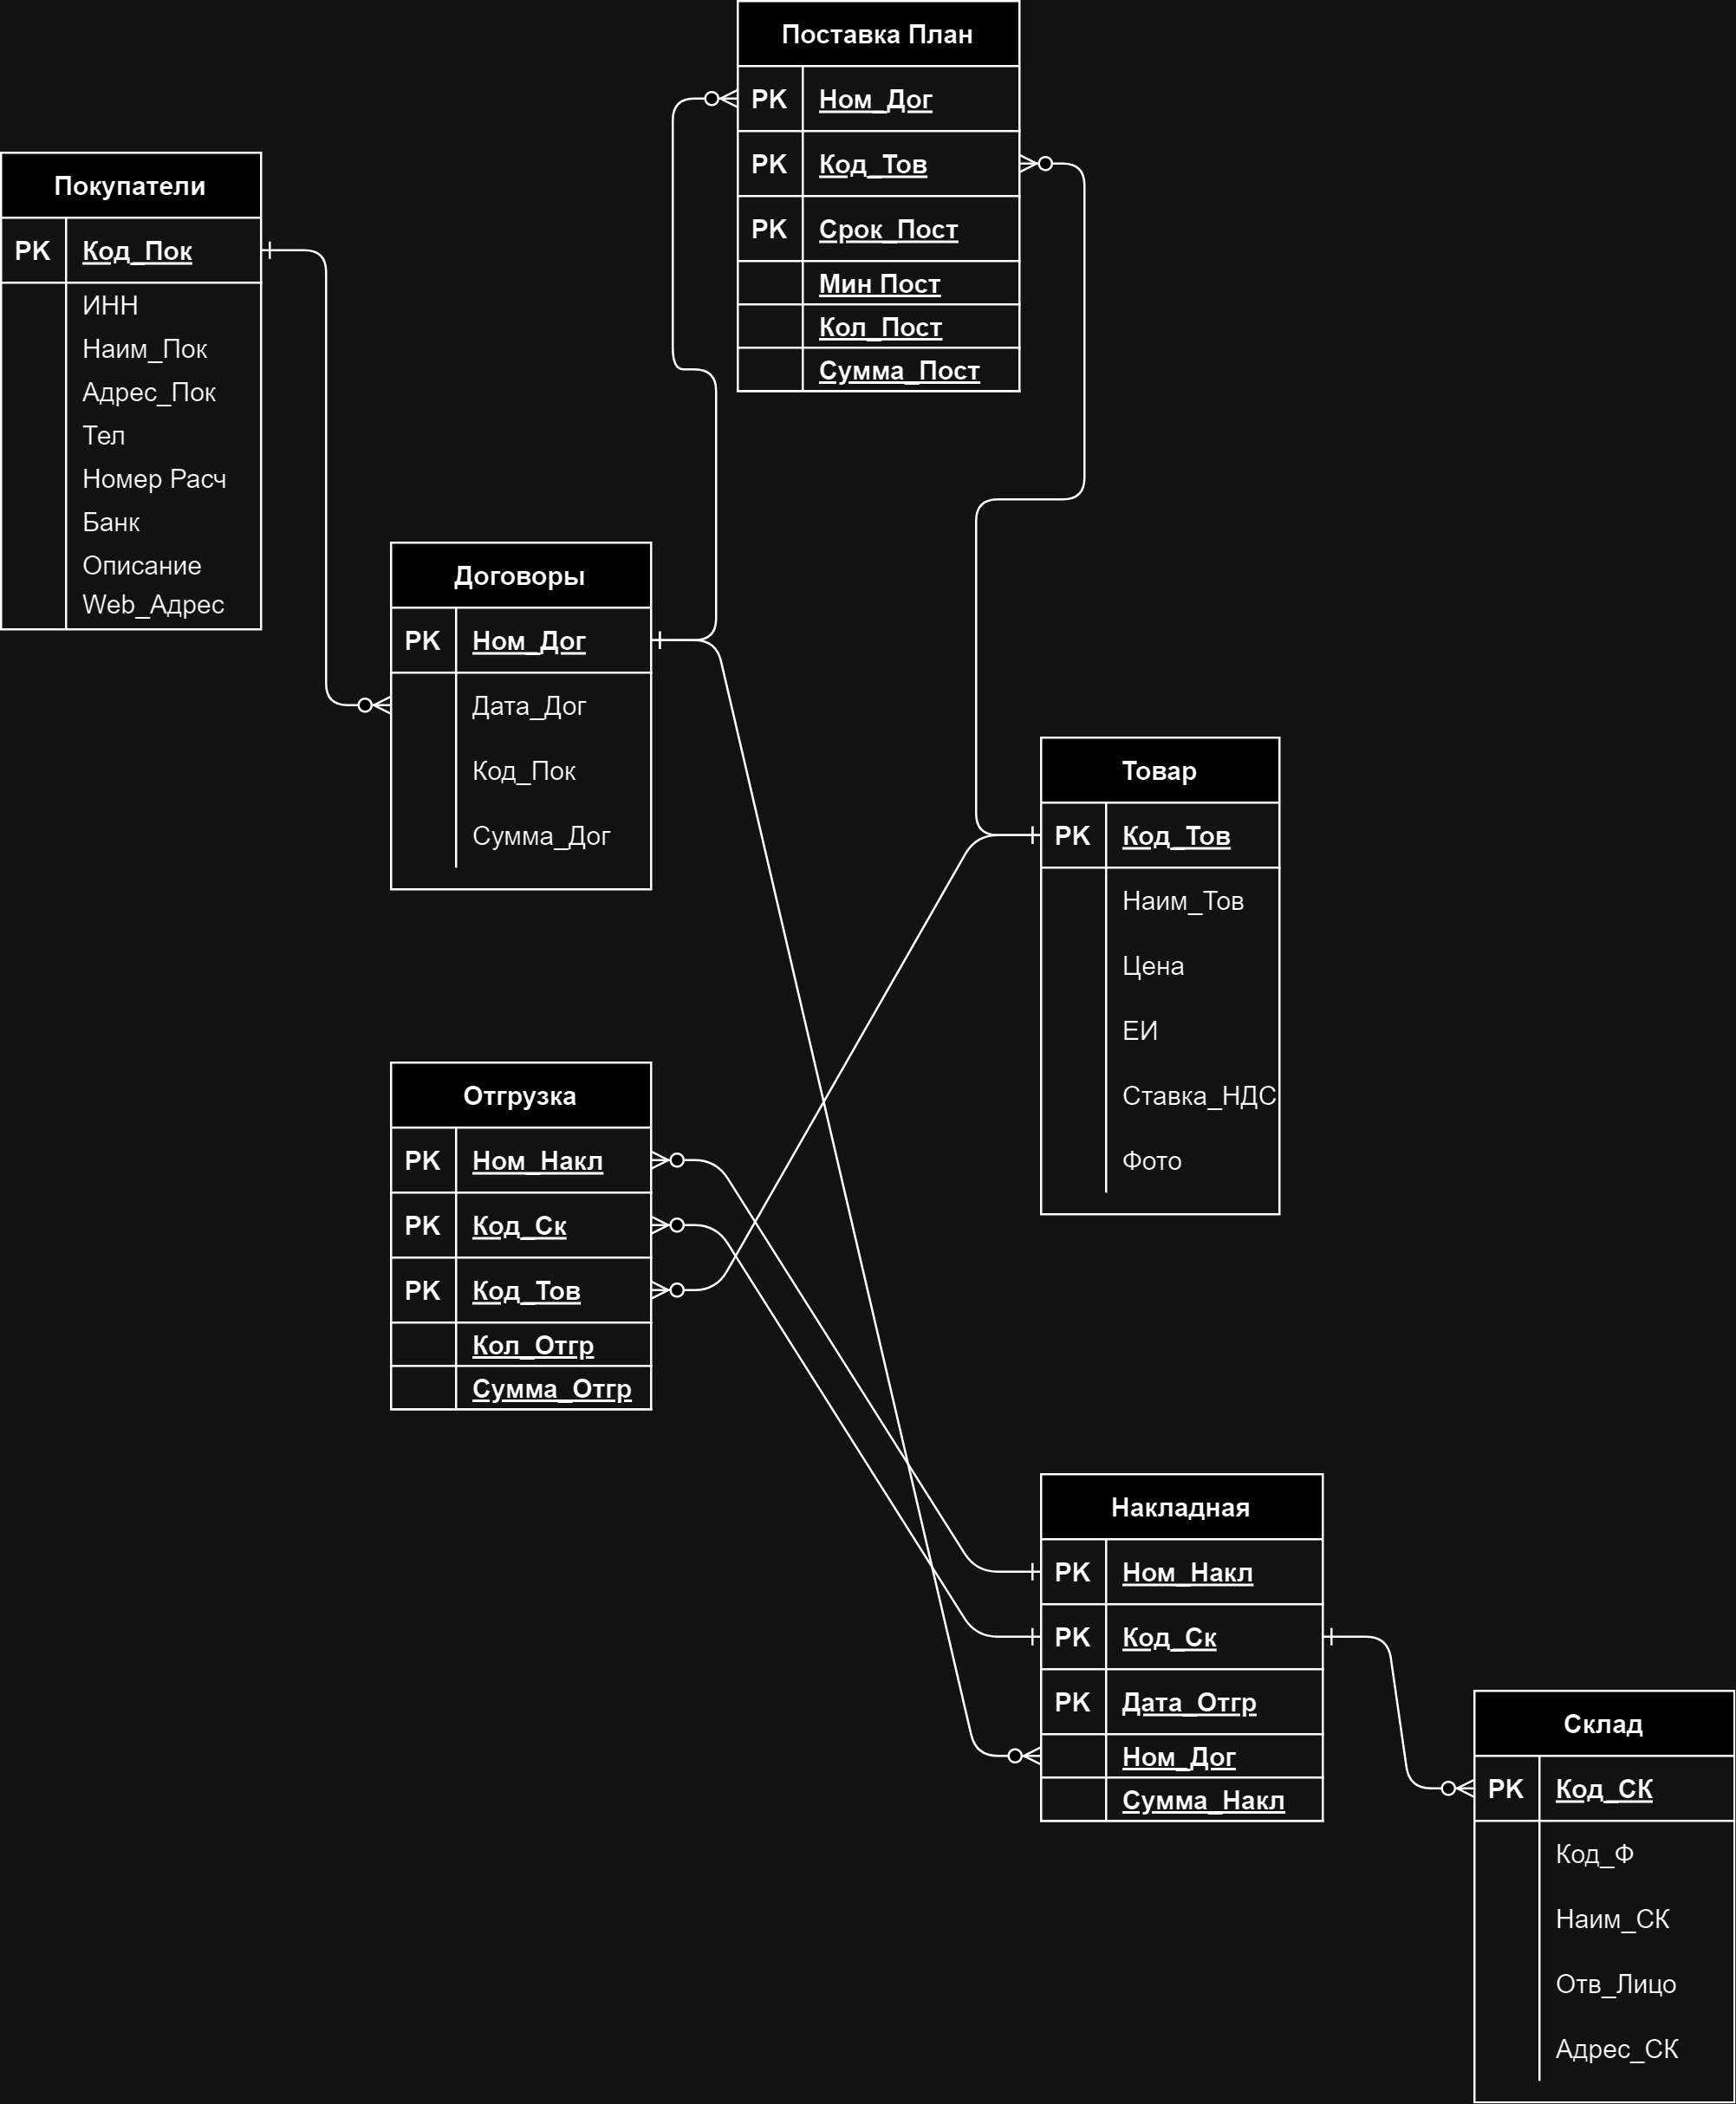 Поставка План
PK Ном_Дог
PK Код_Тов
PK Срок_Пост
Мин Пост
Кол_Пост
Сумма_Пост
Покупатели
PK Код_Пок
ИНН
Наим_Пок
Адрес_Пок
Тел
Номер Расч
Банк
Описание
Web_Адрес
Договоры
PK Ном_Дог
Дата_Дог
Код_Пок
Сумма_Дог
Товар
PK Код_Тов
Наим_Тов
Цена
ЕИ
Ставка_НДС
Фото
Отгрузка
PK Ном_Накл
PK Код_Ск
PK Код_Тов
Кол_Отгр
Сумма_Отгр
Накладная
PK Ном_Накл
PK Код_Ск
PK Дата_Отгр
Ном_Дог
Сумма_Накл
Склад
PK Код_СК
Код_Ф
Наим_СК
Отв_Лицо
Адрес_СК